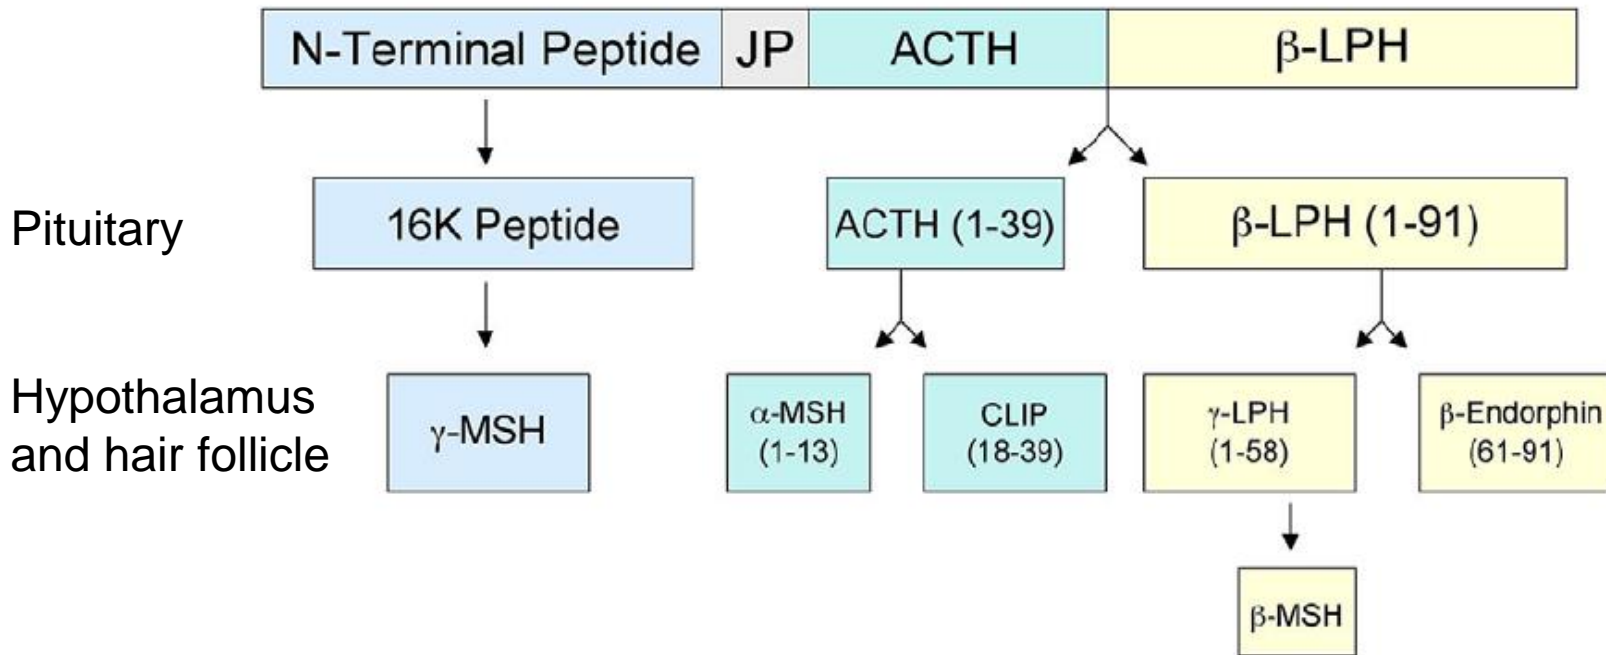 N-Terminal Peptide JP ACTH β-LPH
Pituitary
16K Peptide
ACTH (1-39)
β-LPH (1-91)
Hypothalamus
and hair follicle
γ-MSH
α-MSH
(1-13)
CLIP
(18-39)
γ-LPH
(1-58)
β-Endorphin
(61-91)
β-MSH